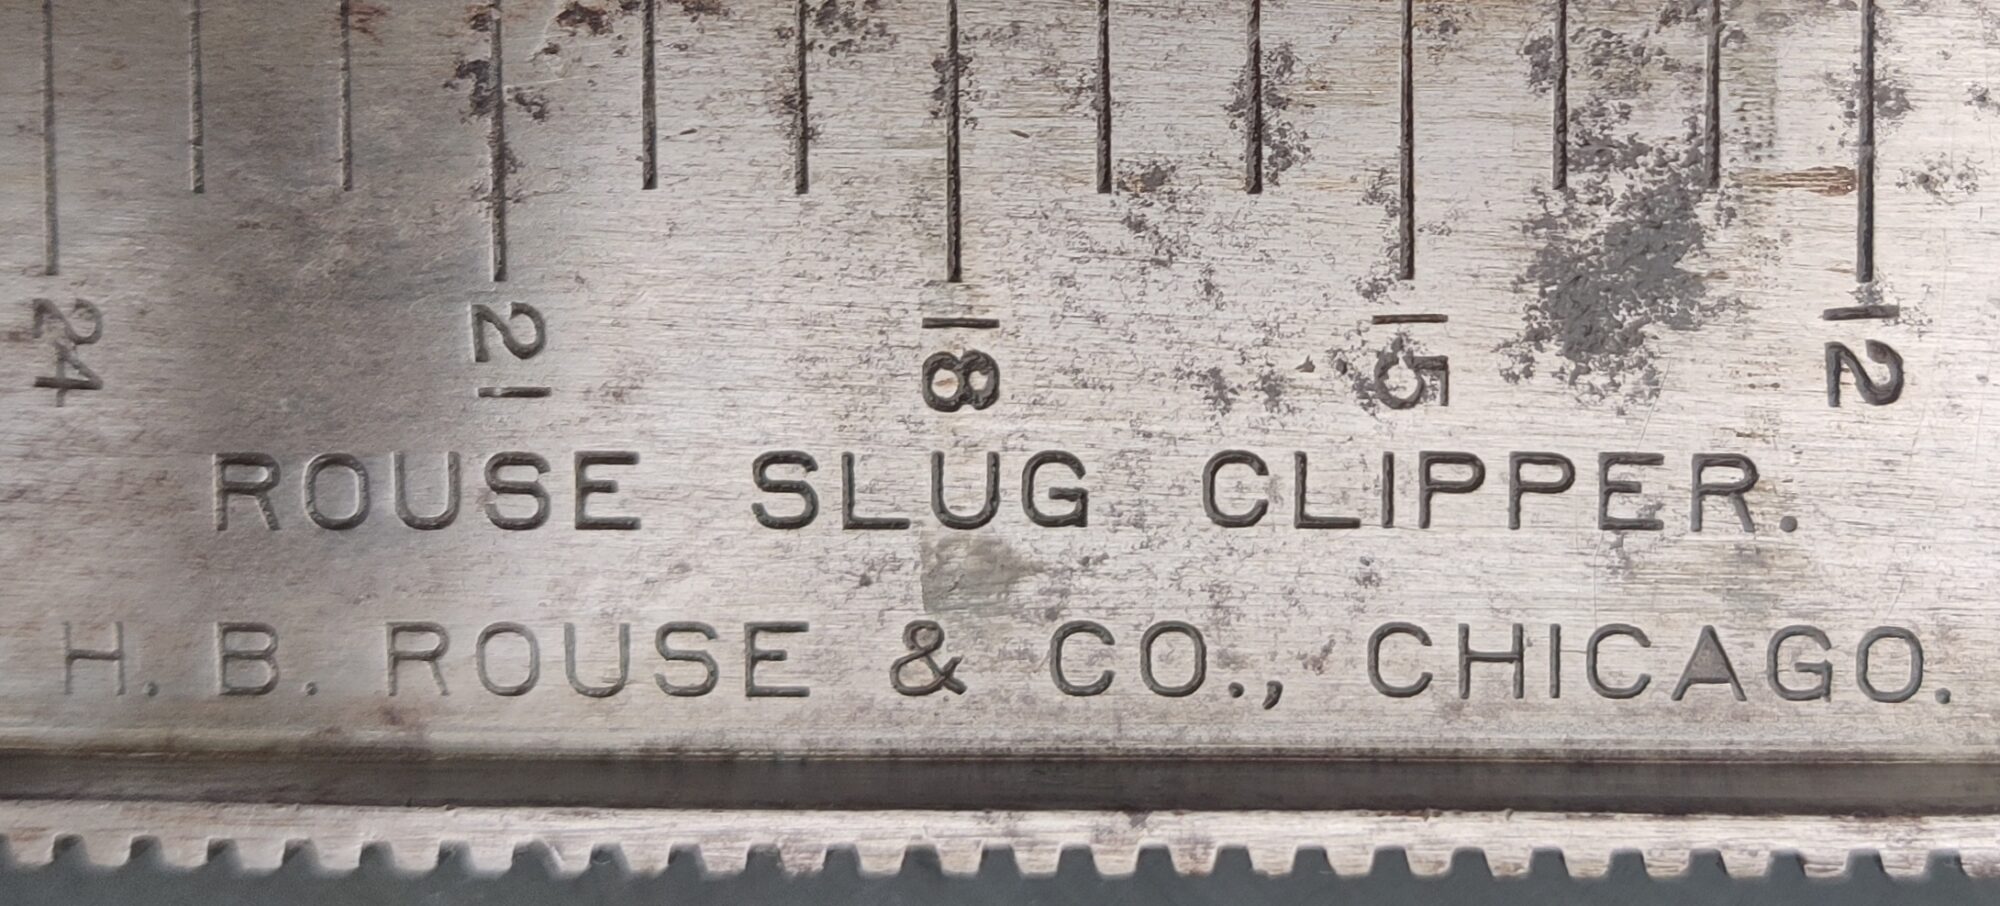 24 21 18 15 12
ROUSE SLUG CLIPPER.
H. B. ROUSE & CO., CHICAGO.